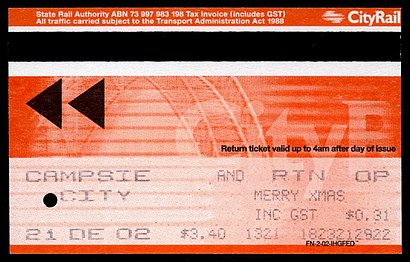 State Rail Authority ABN 73 997 983 198 Tax Invoice (includes GST)
All traffic carried subject to the Transport Administration Act 1988
CityRail
CityR
Return ticket valid up to 4am after day of issue
CAMPSIE AND RTN OP
CITY MERRY XMAS
INC GST $0.31
21 DE 02 $3.40 1321 1823212922
FN-2-02-IHGFED